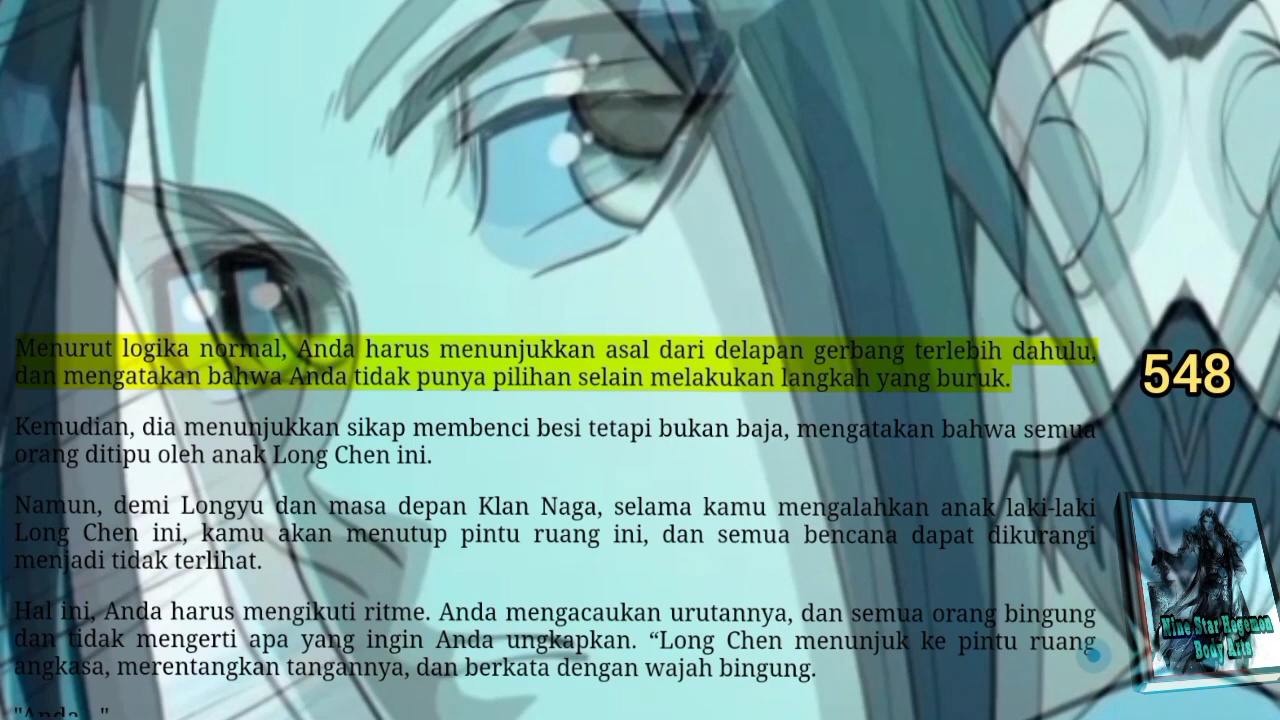 Menurut logika normal, Anda harus menunjukkan asal dari delapan gerbang terlebih dahulu,
dan mengatakan bahwa Anda tidak punya pilihan selain melakukan langkah yang buruk.
548
Kemudian, dia menunjukkan sikap membenci besi tetapi bukan baja, mengatakan bahwa semua
orang ditipu oleh anak Long Chen ini.
Namun, demi Longyu dan masa depan Klan Naga, selama kamu mengalahkan anak laki-laki
Long Chen ini, kamu akan menutup pintu ruang ini, dan semua bencana dapat dikurangi
menjadi tidak terlihat.
Hal ini, Anda harus mengikuti ritme. Anda mengacaukan urutannya, dan semua orang bingung
dan tidak mengerti apa yang ingin Anda ungkapkan. “Long Chen menunjuk ke pintu ruang
angkasa, merentangkan tangannya, dan berkata dengan wajah bingung.
Nine Star Hegemon
Body Arts
"Anda..."